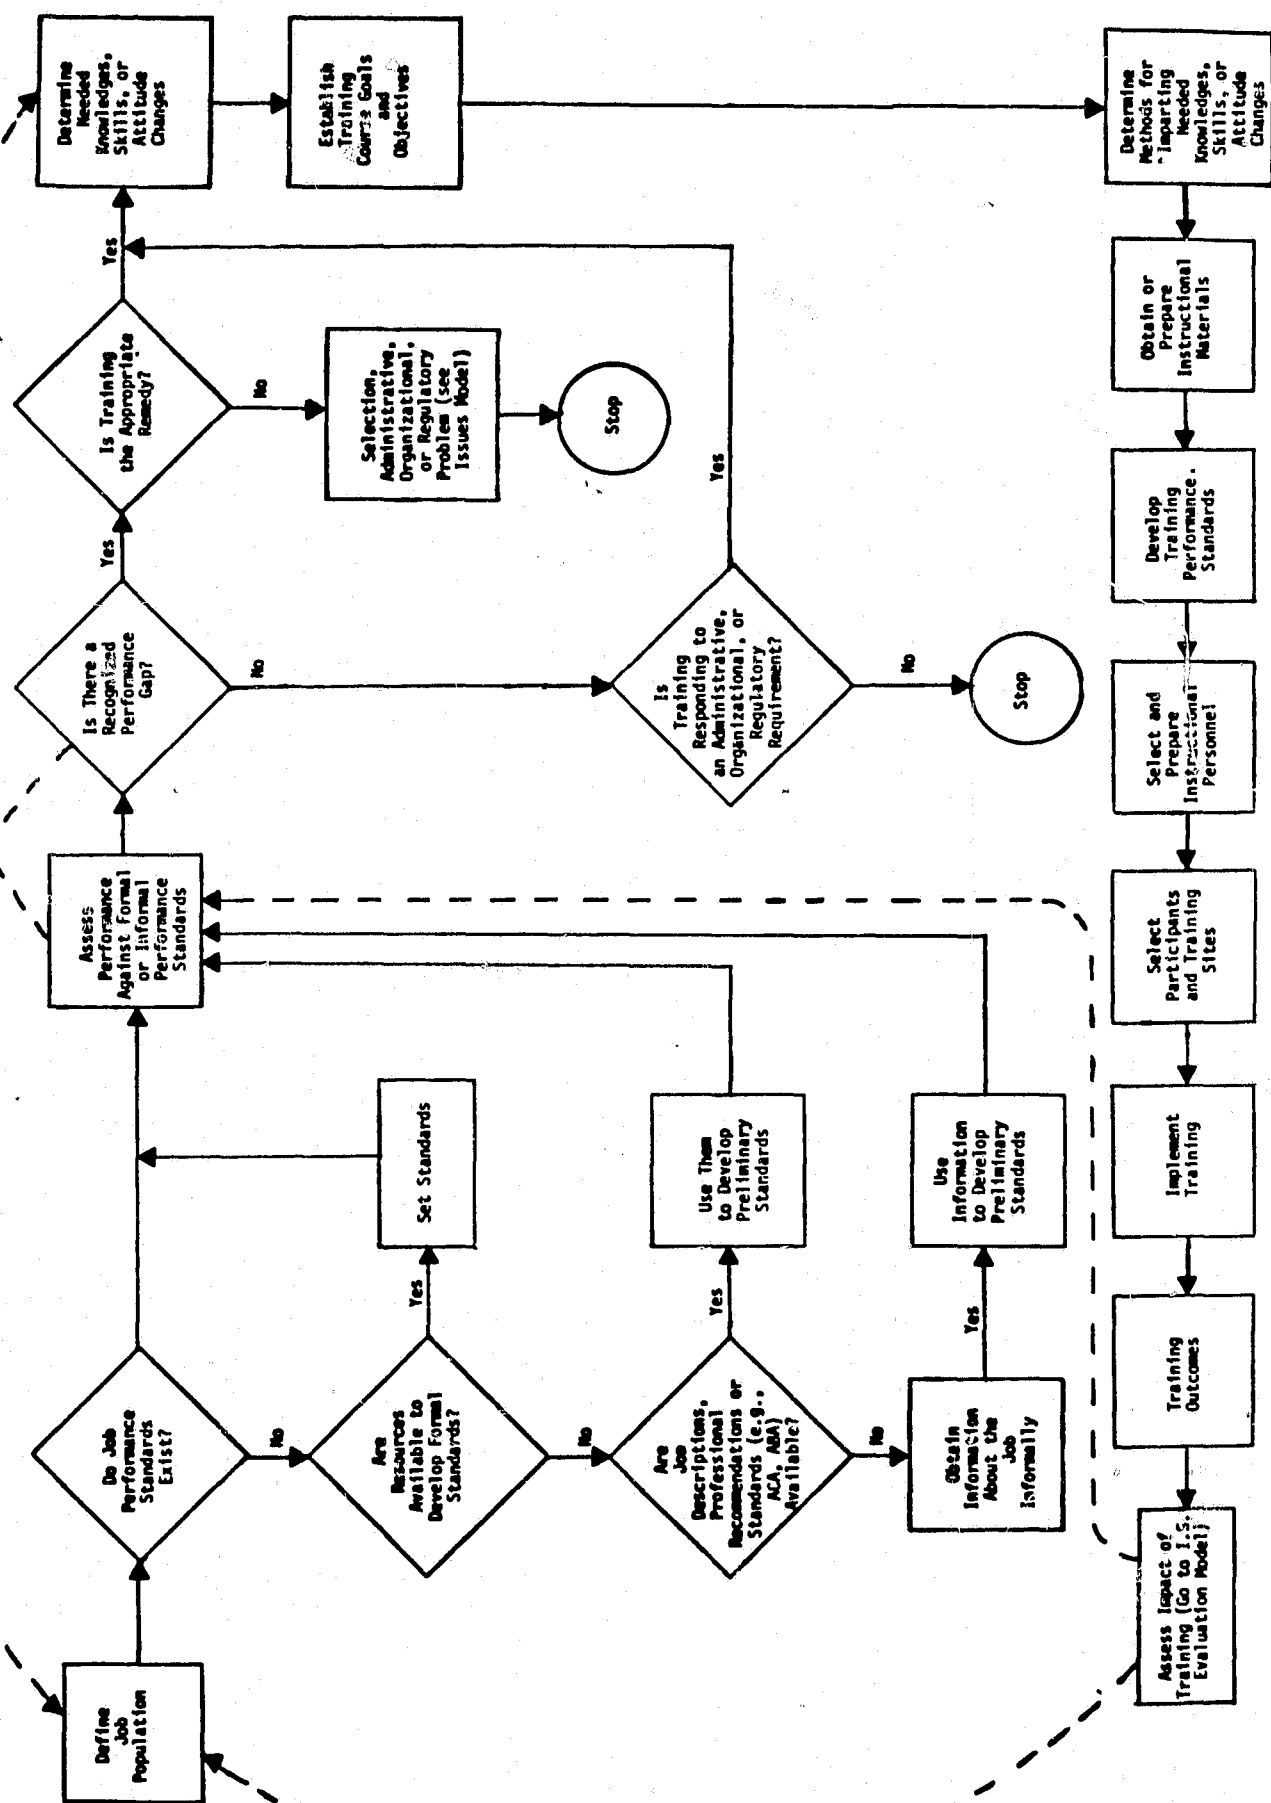 Define
Job
Population
Do Job
Performance
Standards
Exist?
No
Are
Resources
Available to
Develop Formal
Standards?
Yes
Set Standards
No
Are
Job
Descriptions,
Professional
Recommendations or
Standards (e.g.,
ACA, ABA)
Available?
Yes
Use Them
to Develop
Preliminary
Standards
No
Obtain
Information
About the
Job
Informally
Yes
Use
Information
to Develop
Preliminary
Standards
Assess
Performance
Against Formal
or Informal
Performance
Standards
Is There a
Recognized
Performance
Gap?
Yes
No
Is
Training
Responding to
an Administrative,
Organizational, or
Regulatory
Requirement?
Yes
No
Stop
Is Training
the Appropriate
Remedy?
Yes
No
Selection,
Administrative,
Organizational,
or Regulatory
Problem (see
Issues Model)
Stop
Determine
Needed
Knowledges,
Skills, or
Attitude
Changes
Establish
Training
Course Goals
and
Objectives
Determine
Methods for
Imparting
Needed
Knowledges,
Skills, or
Attitude
Changes
Obtain or
Prepare
Instructional
Materials
Develop
Training
Performance.
Standards
Select and
Prepare
Instructional
Personnel
Select
Participants
and Training
Sites
Implement
Training
Training
Outcomes
Assess Impact of
Training (Go to I.S.
Evaluation Model)